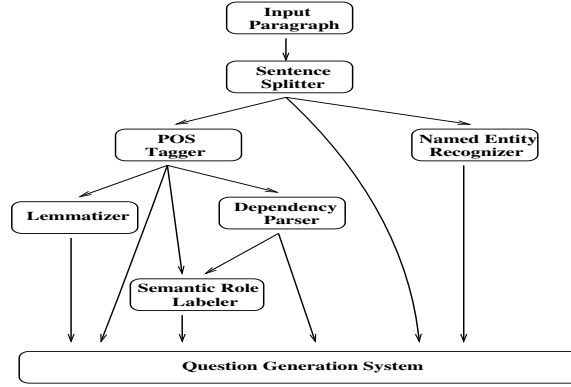 Input
Paragraph
Sentence
Splitter
POS
Tagger
Named Entity
Recognizer
Lemmatizer
Dependency
Parser
Semantic Role
Labeler
Question Generation System